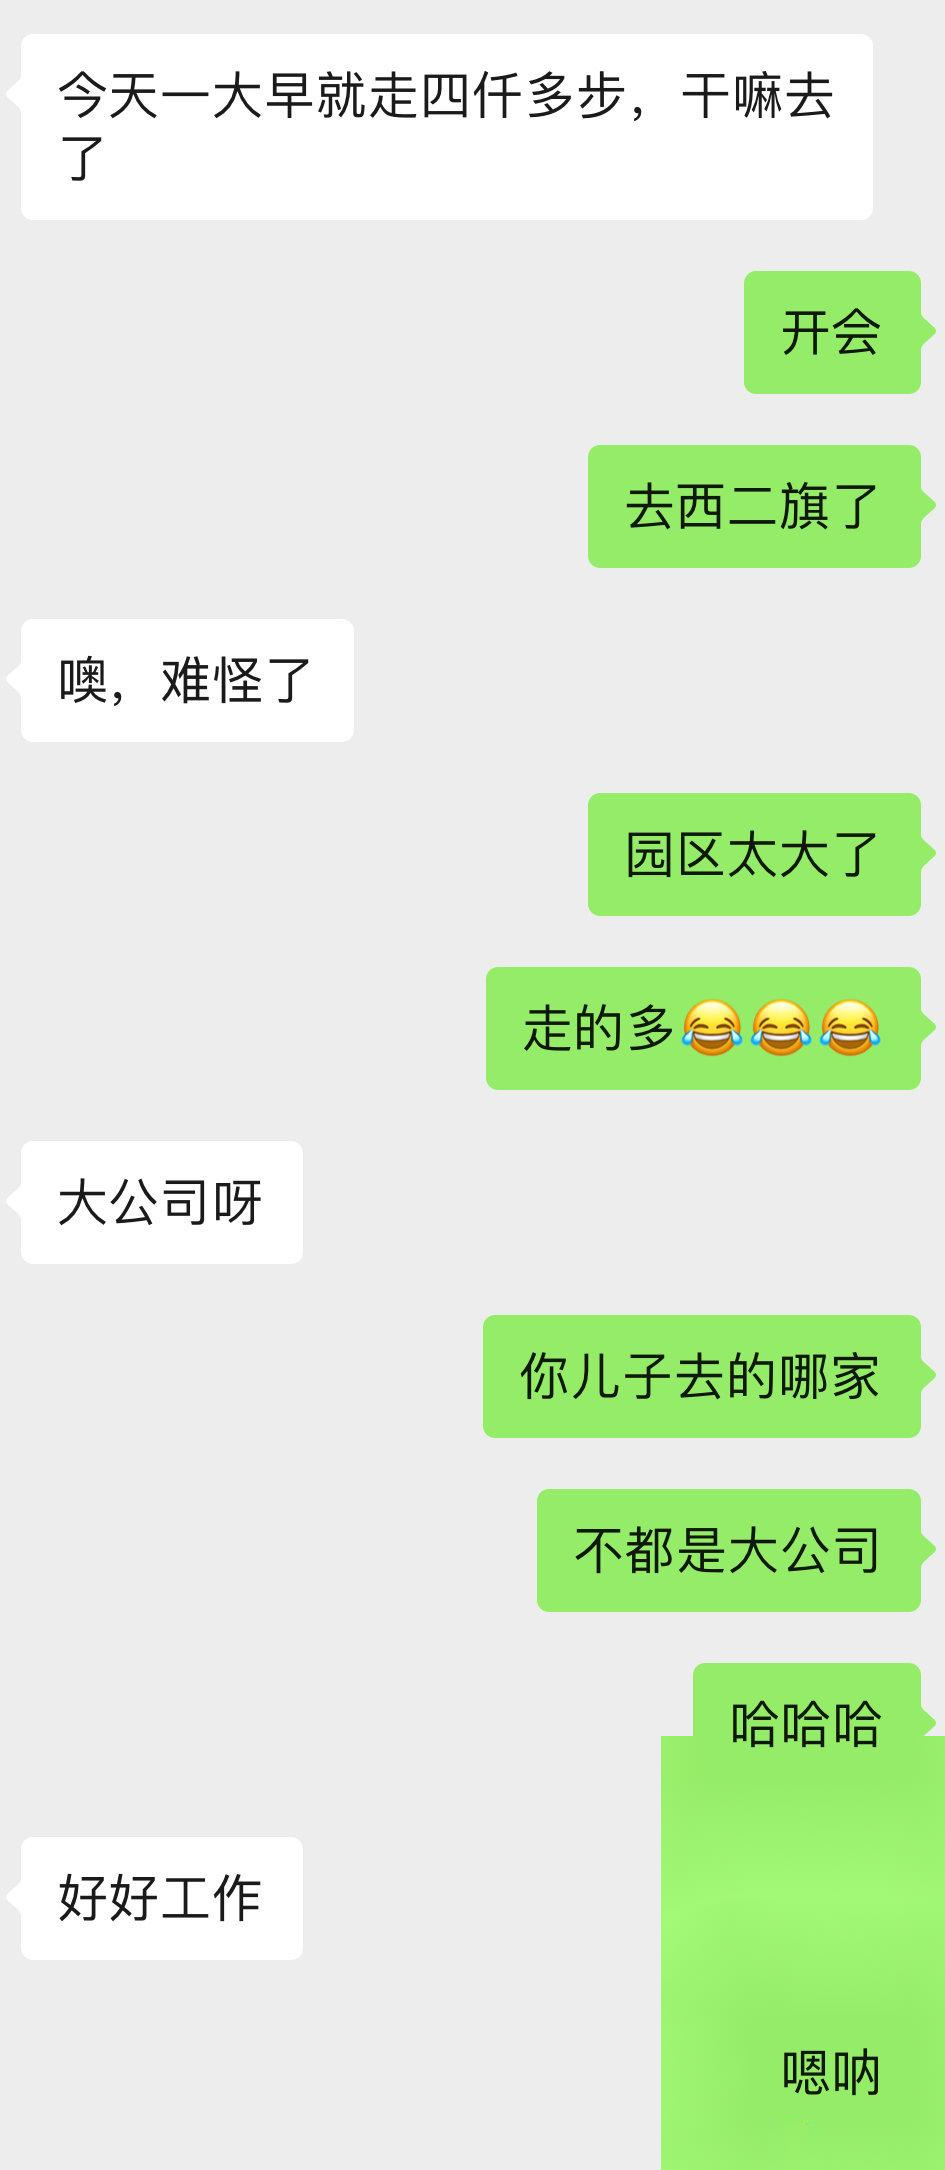 今天一大早就走四仟多步，干嘛去
了
开会
去西二旗了
噢，难怪了
园区太大了
走的多😂😂😂
大公司呀
你儿子去的哪家
不都是大公司
哈哈哈
好好工作
嗯呐